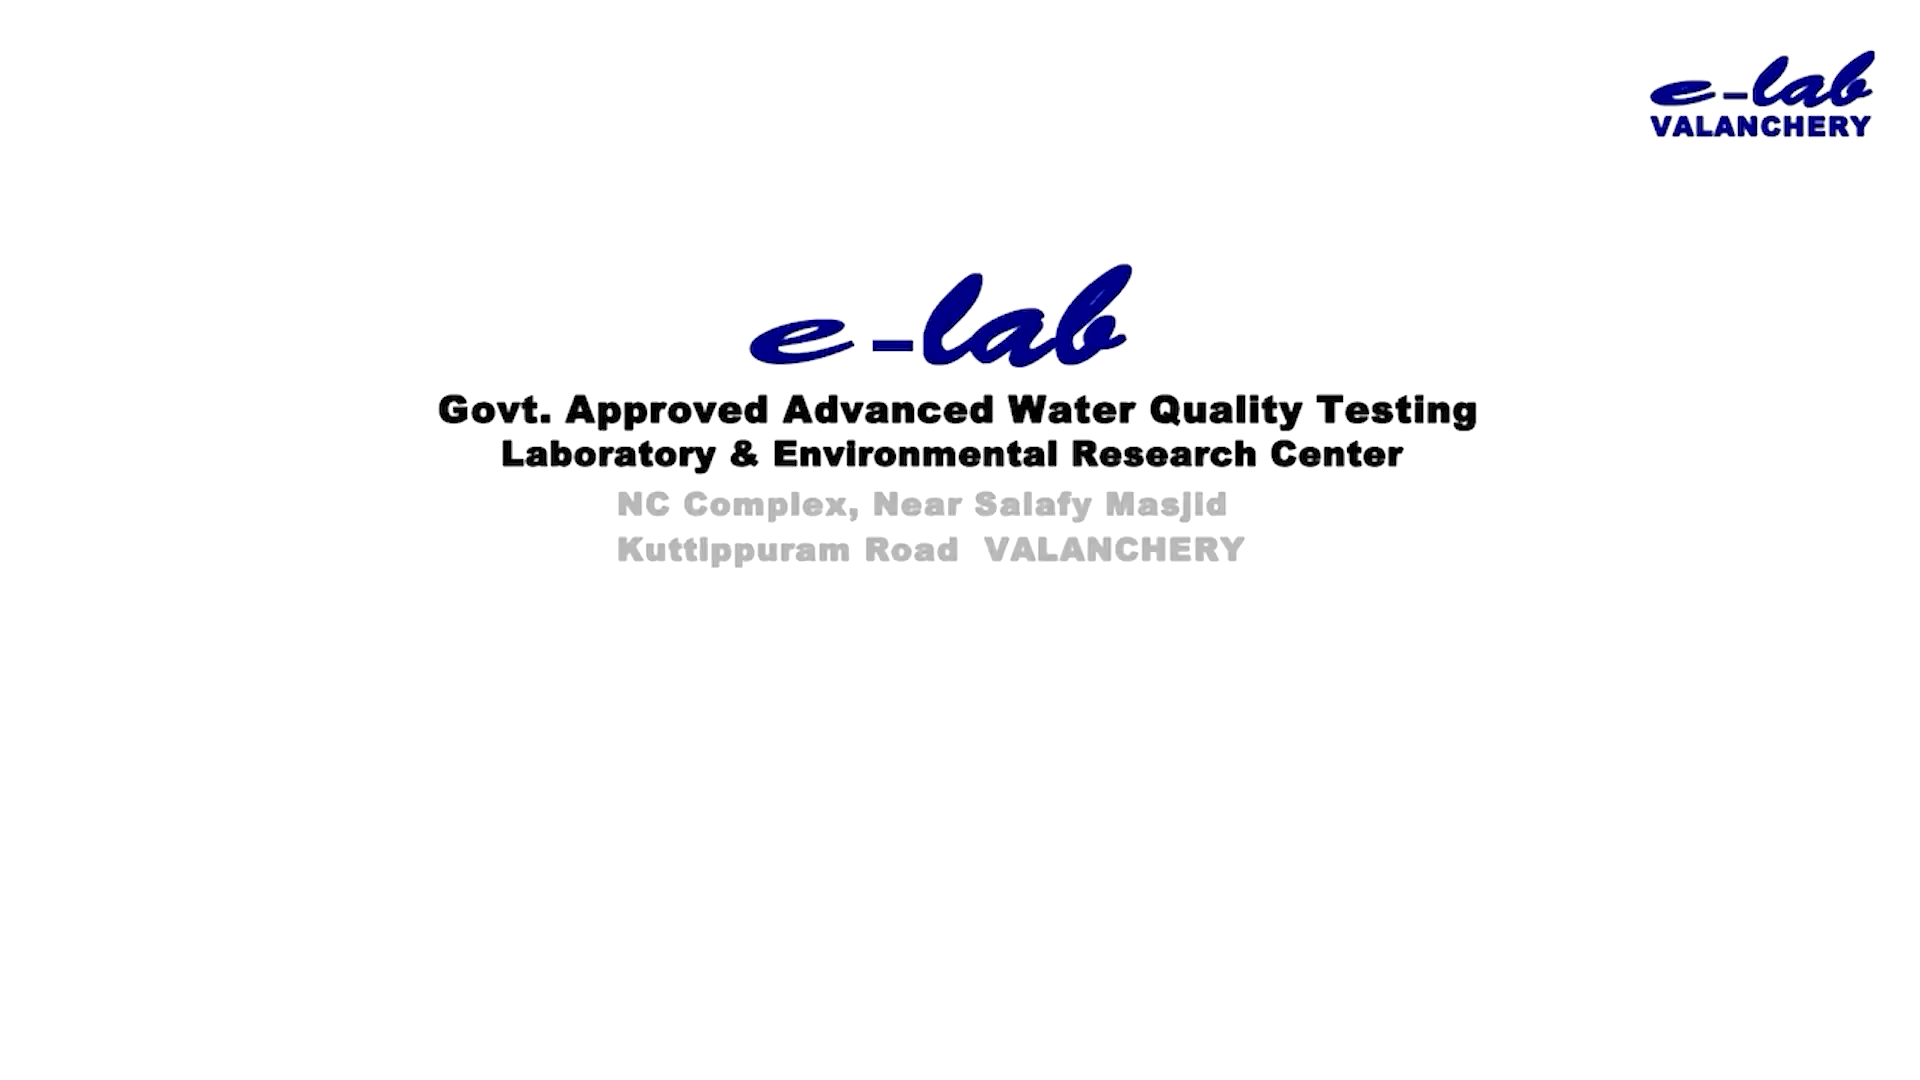 e-lab
VALANCHERY
e-lab
Govt. Approved Advanced Water Quality Testing
Laboratory & Environmental Research Center
NC Complex, Near Salafy Masjid
Kuttippuram Road VALANCHERY